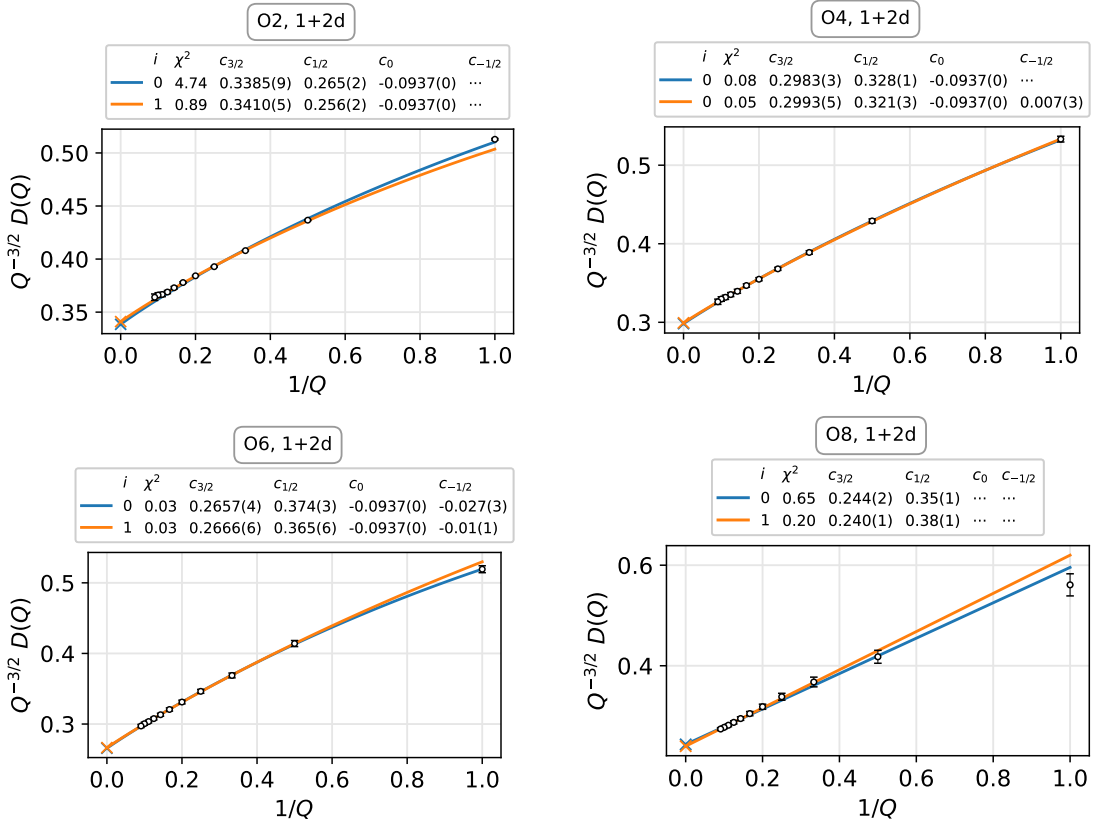 O2, 1+2d
i χ² c_{3/2} c_{1/2} c_0 c_{−1/2}
0 4.74 0.3385(9) 0.265(2) -0.0937(0) ⋯
1 0.89 0.3410(5) 0.256(2) -0.0937(0) ⋯
0.50
0.45
0.40
0.35
Q^{−3/2} D(Q)
0.0 0.2 0.4 0.6 0.8 1.0
1/Q
O4, 1+2d
i χ² c_{3/2} c_{1/2} c_0 c_{−1/2}
0 0.08 0.2983(3) 0.328(1) -0.0937(0) ⋯
0 0.05 0.2993(5) 0.321(3) -0.0937(0) 0.007(3)
0.5
0.4
0.3
Q^{−3/2} D(Q)
0.0 0.2 0.4 0.6 0.8 1.0
1/Q
O6, 1+2d
i χ² c_{3/2} c_{1/2} c_0 c_{−1/2}
0 0.03 0.2657(4) 0.374(3) -0.0937(0) -0.027(3)
1 0.03 0.2666(6) 0.365(6) -0.0937(0) -0.01(1)
0.5
0.4
0.3
Q^{−3/2} D(Q)
0.0 0.2 0.4 0.6 0.8 1.0
1/Q
O8, 1+2d
i χ² c_{3/2} c_{1/2} c_0 c_{−1/2}
0 0.65 0.244(2) 0.35(1) ⋯ ⋯
1 0.20 0.240(1) 0.38(1) ⋯ ⋯
0.6
0.4
Q^{−3/2} D(Q)
0.0 0.2 0.4 0.6 0.8 1.0
1/Q